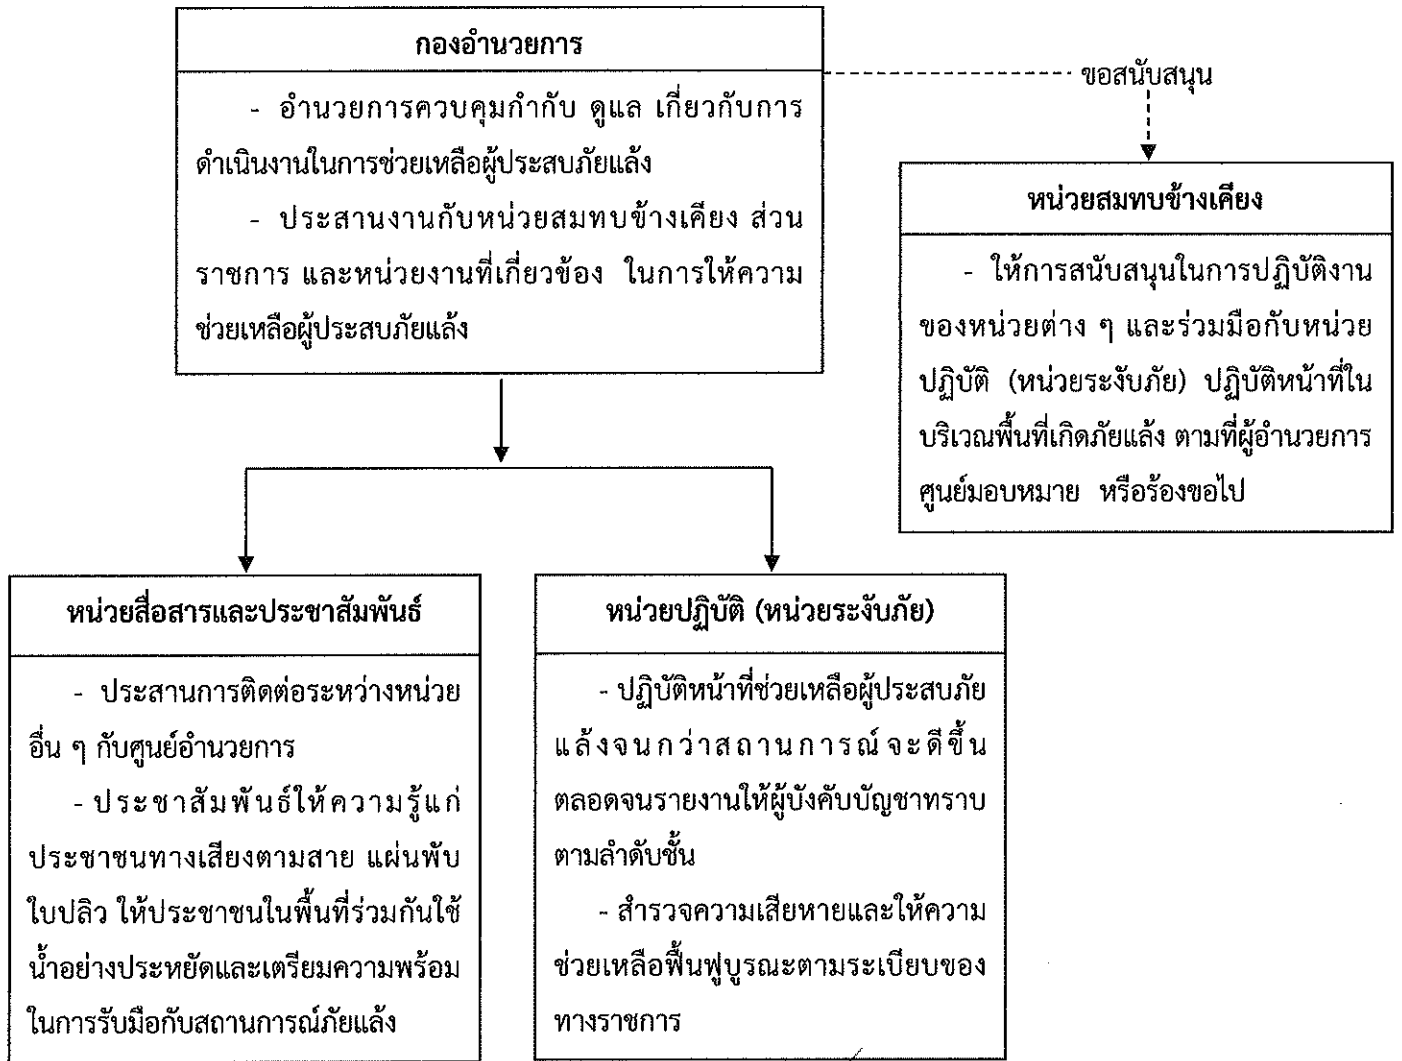 กองอำนวยการ
- อำนวยการควบคุมกำกับ ดูแล เกี่ยวกับการ
ดำเนินงานในการช่วยเหลือผู้ประสบภัยแล้ง
- ประสานงานกับหน่วยสมทบข้างเคียง ส่วน
ราชการ และหน่วยงานที่เกี่ยวข้อง ในการให้ความ
ช่วยเหลือผู้ประสบภัยแล้ง
ขอสนับสนุน
หน่วยสมทบข้างเคียง
- ให้การสนับสนุนในการปฏิบัติงาน
ของหน่วยต่าง ๆ และร่วมมือกับหน่วย
ปฏิบัติ (หน่วยระงับภัย) ปฏิบัติหน้าที่ใน
บริเวณพื้นที่เกิดภัยแล้ง ตามที่ผู้อำนวยการ
ศูนย์มอบหมาย หรือร้องขอไป
หน่วยสื่อสารและประชาสัมพันธ์
- ประสานการติดต่อระหว่างหน่วย
อื่น ๆ กับศูนย์อำนวยการ
- ประชาสัมพันธ์ให้ความรู้แก่
ประชาชนทางเสียงตามสาย แผ่นพับ
ใบปลิว ให้ประชาชนในพื้นที่ร่วมกันใช้
น้ำอย่างประหยัดและเตรียมความพร้อม
ในการรับมือกับสถานการณ์ภัยแล้ง
หน่วยปฏิบัติ (หน่วยระงับภัย)
- ปฏิบัติหน้าที่ช่วยเหลือผู้ประสบภัย
แล้งจนกว่าสถานการณ์จะดีขึ้น
ตลอดจนรายงานให้ผู้บังคับบัญชาทราบ
ตามลำดับชั้น
- สำรวจความเสียหายและให้ความ
ช่วยเหลือฟื้นฟูบูรณะตามระเบียบของ
ทางราชการ